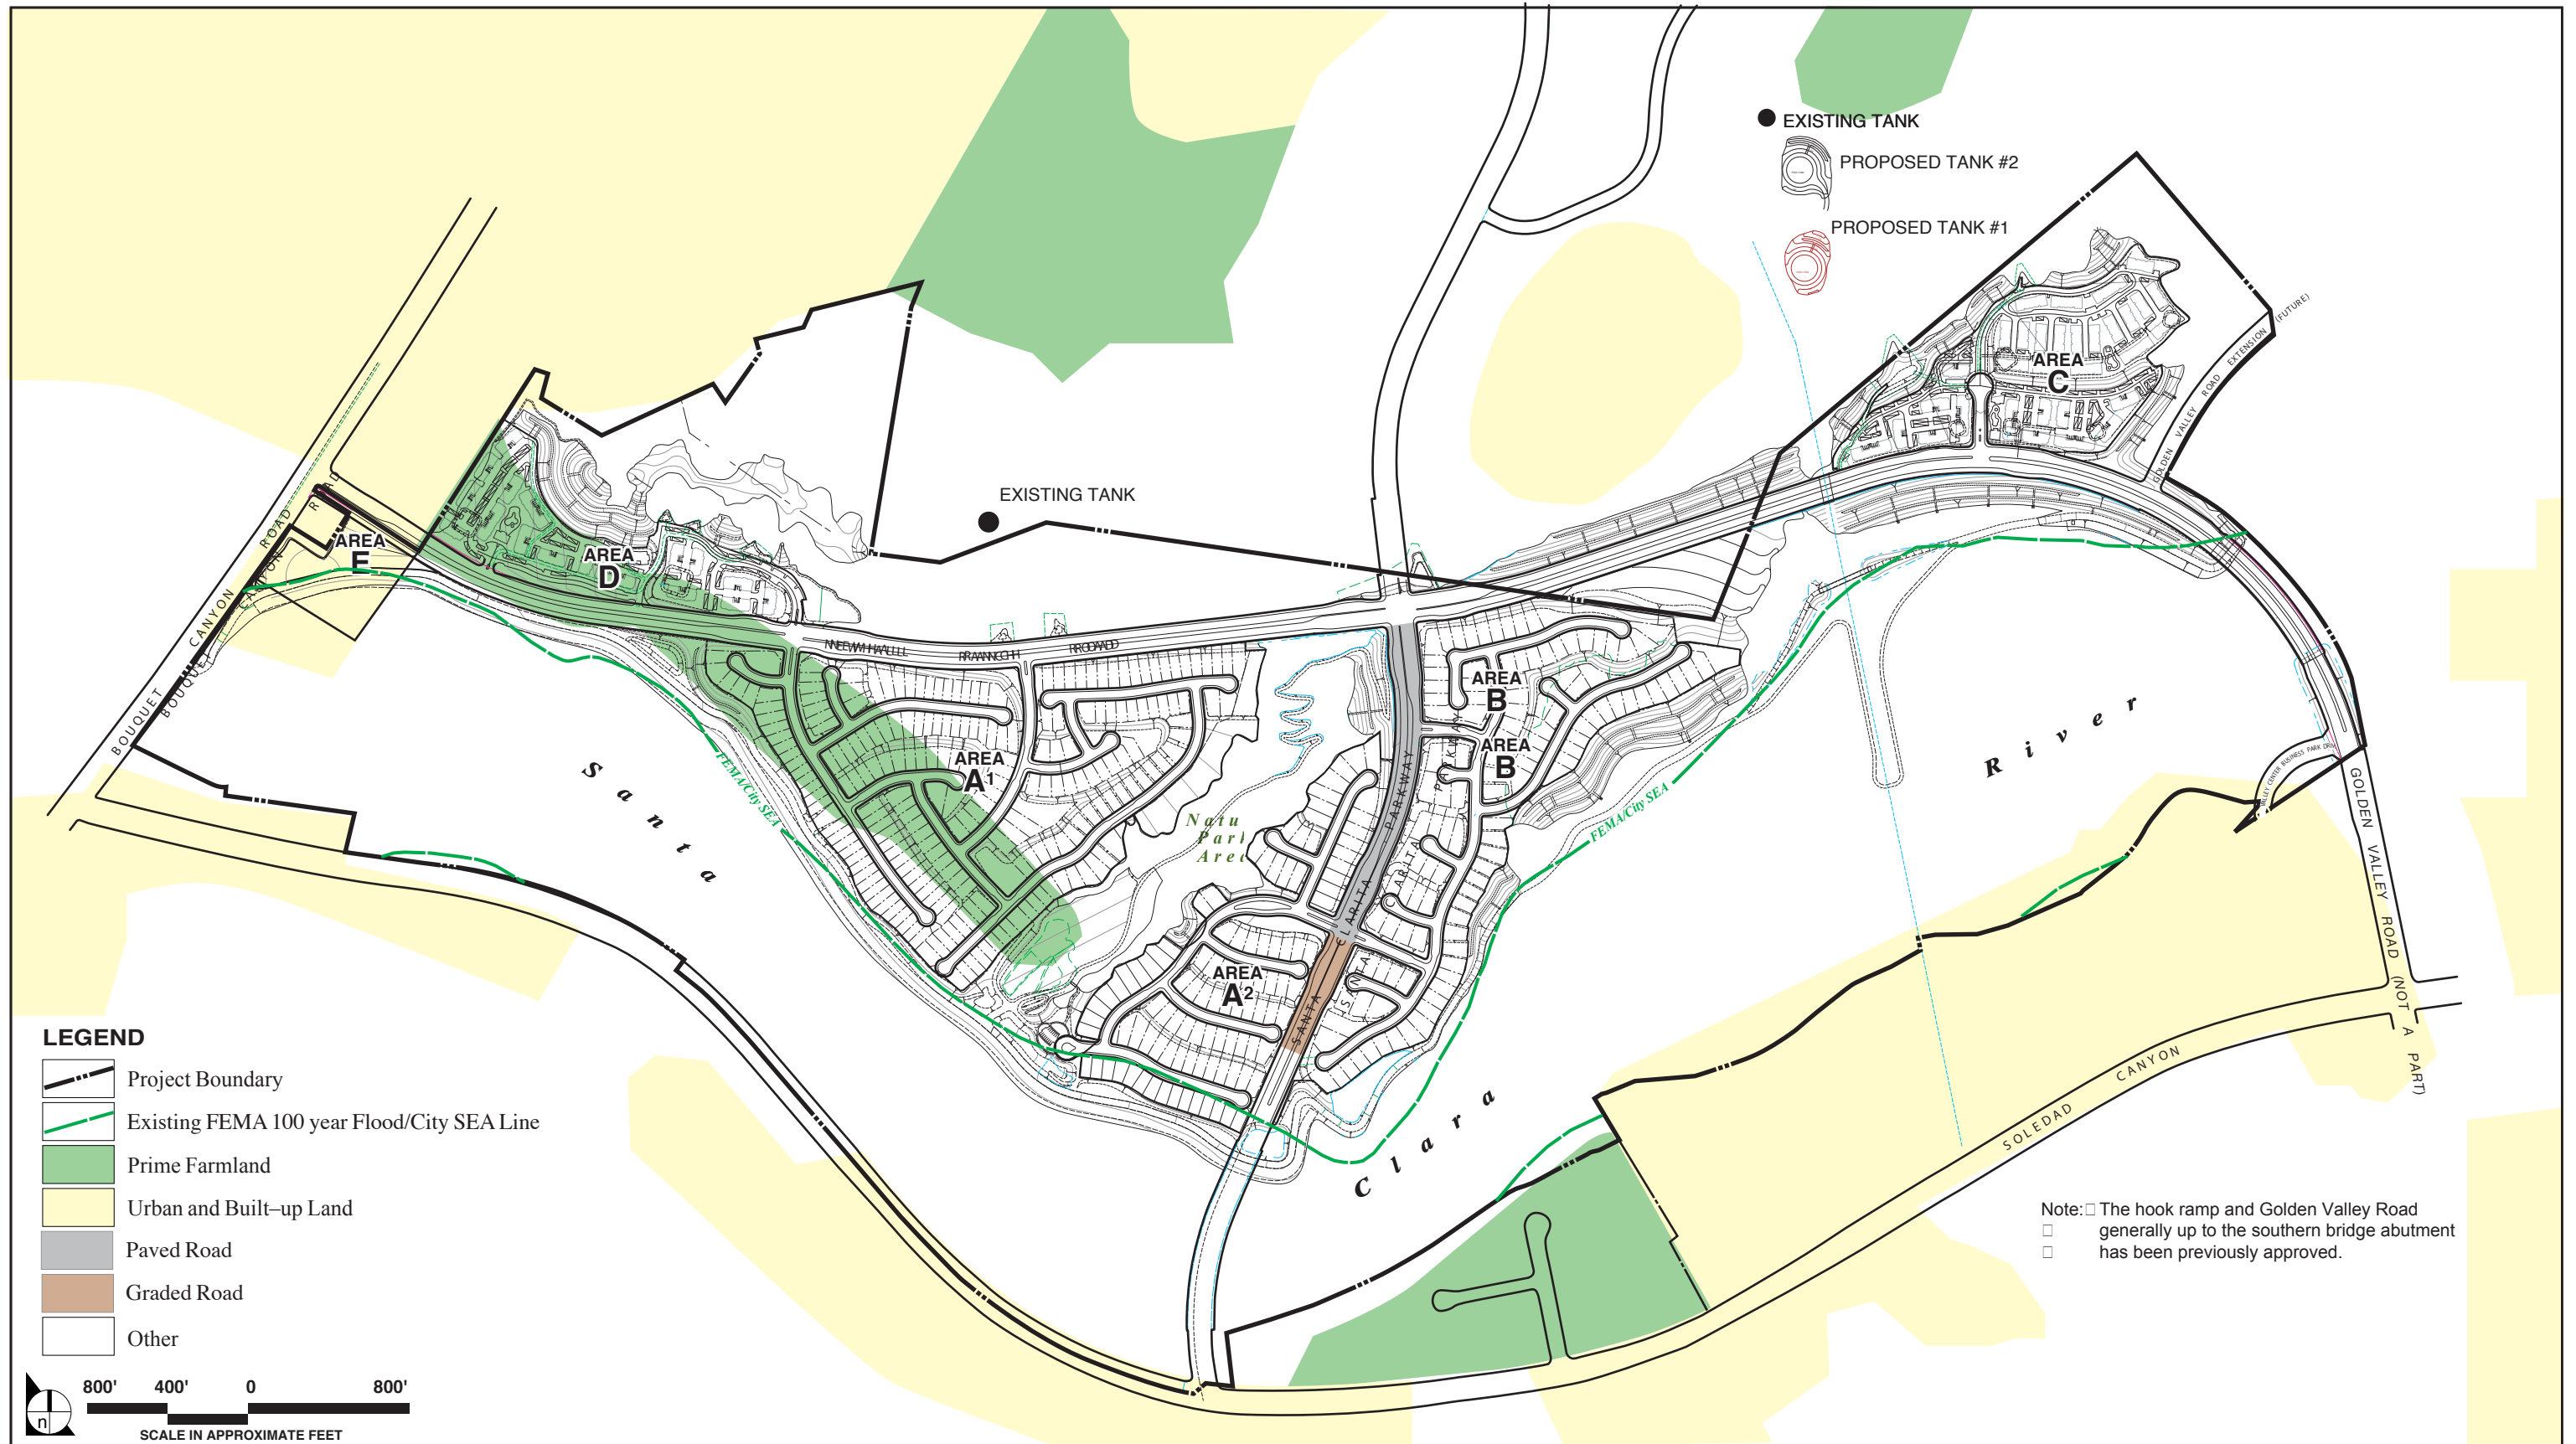 EXISTING TANK
PROPOSED TANK #2
PROPOSED TANK #1
AREA
C
GOLDEN VALLEY ROAD EXTENSION (FUTURE)
EXISTING TANK
AREA
E
AREA
D
BOUQUET CANYON ROAD
AREA
B
AREA
B
AREA
A1
AREA
A2
PARKWAY
SANTA CLARITA PARKWAY
FEMA/City SEA
FEMA/City SEA
Santa
Clara
River
GOLDEN VALLEY ROAD (NOT A PART)
SOLEDAD CANYON
LEGEND
Project Boundary
Existing FEMA 100 year Flood/City SEA Line
Prime Farmland
Urban and Built–up Land
Paved Road
Graded Road
Other
n
800' 400' 0 800'
SCALE IN APPROXIMATE FEET
Note: The hook ramp and Golden Valley Road
generally up to the southern bridge abutment
has been previously approved.